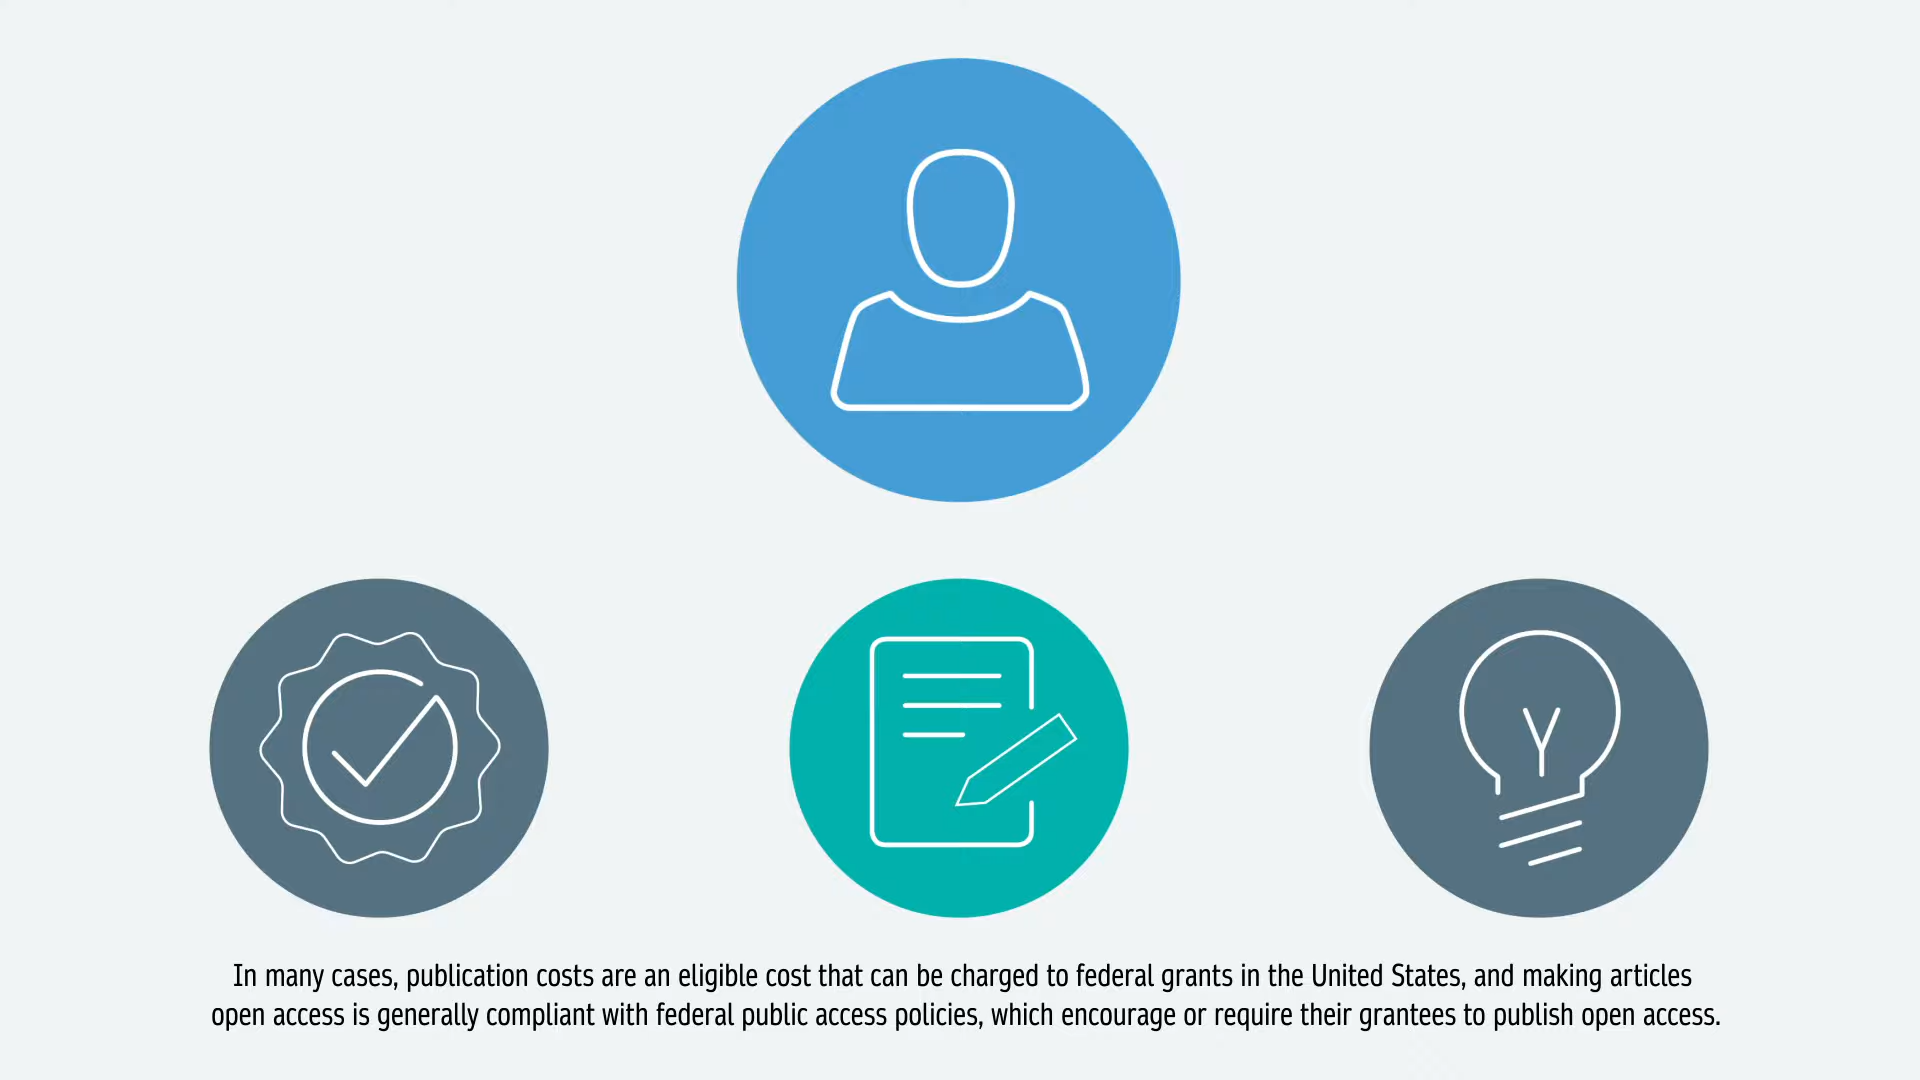 In many cases, publication costs are an eligible cost that can be charged to federal grants in the United States, and making articles
open access is generally compliant with federal public access policies, which encourage or require their grantees to publish open access.